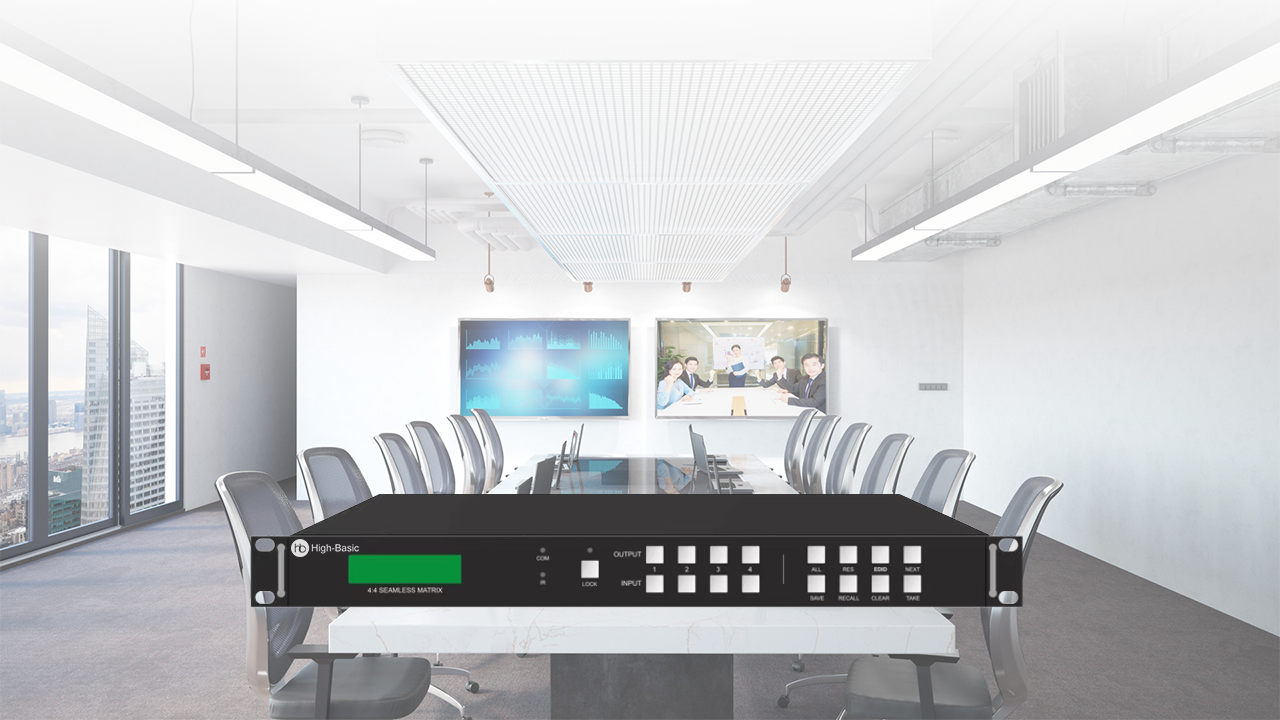 hb High-Basic
4:4 SEAMLESS MATRIX
COM
IR
LOCK
OUTPUT
1 2 3 4
INPUT
ALL RES EDID NEXT
SAVE RECALL CLEAR TAKE